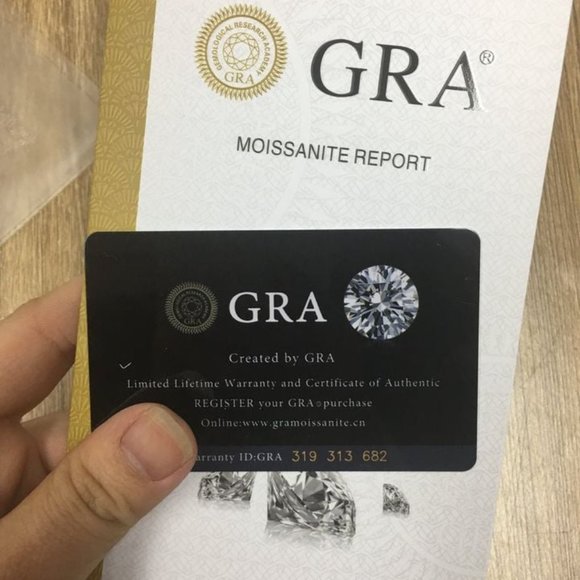 GEMOLOGICAL RESEARCH ACADEMY
GRA
GRA®
MOISSANITE REPORT
GRA
GRA
Created by GRA
Limited Lifetime Warranty and Certificate of Authentic
REGISTER your GRA purchase
Online:www.gramoissanite.cn
arranty ID:GRA 319 313 682